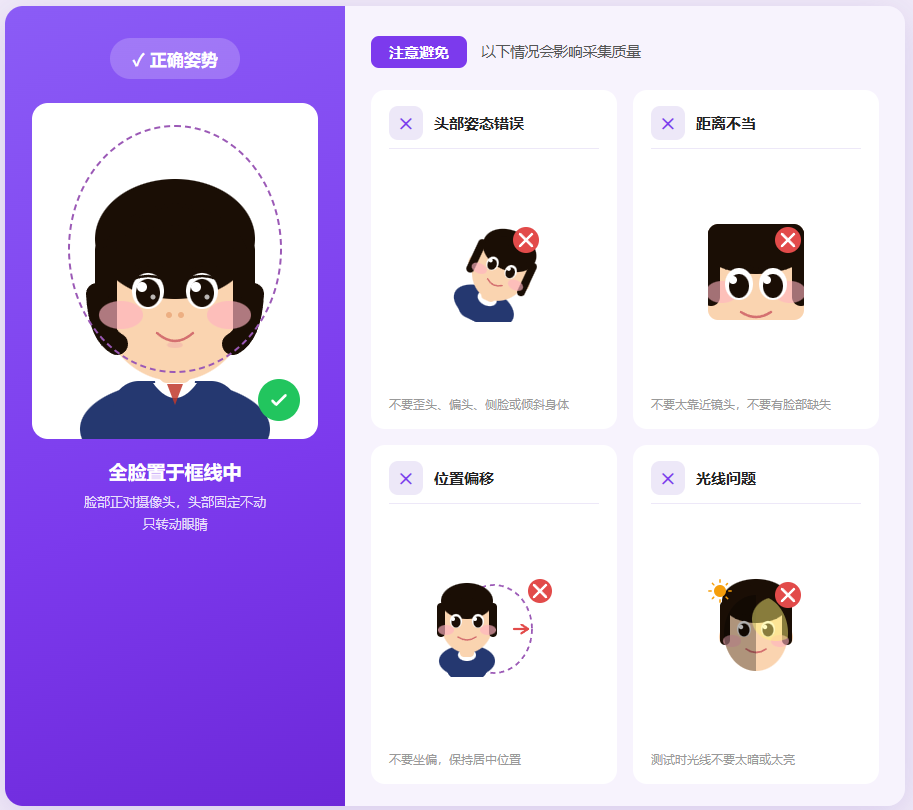 ✓ 正确姿势
全脸置于框线中
脸部正对摄像头，头部固定不动
只转动眼睛
注意避免 以下情况会影响采集质量
头部姿态错误
不要歪头、偏头、侧脸或倾斜身体
距离不当
不要太靠近镜头，不要有脸部缺失
位置偏移
不要坐偏，保持居中位置
光线问题
测试时光线不要太暗或太亮